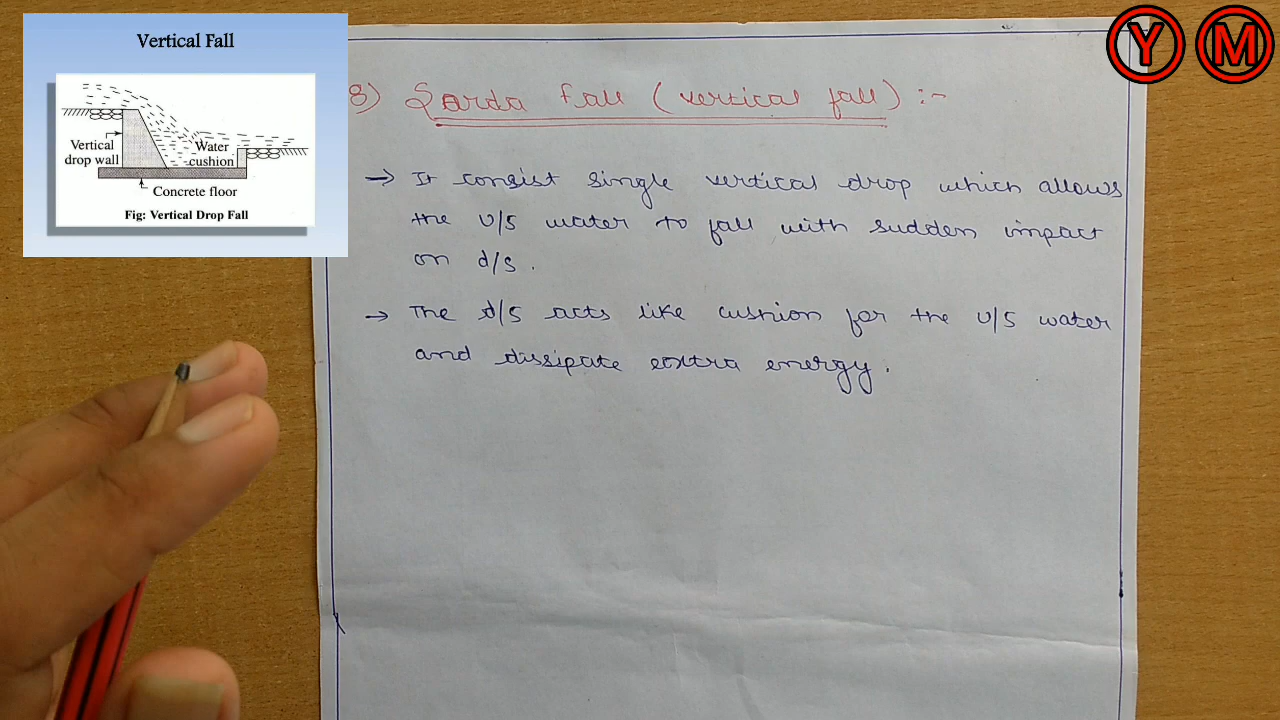 Vertical Fall
Vertical
drop wall
Water
cushion
Concrete floor
Fig: Vertical Drop Fall
Y M
8) Sarda fall (vertical fall) :-
→ It consist single vertical drop which allows
the U/S water to fall with sudden impact
on d/s.
→ The d/s acts like cushion for the U/S water
and dissipate extra energy.